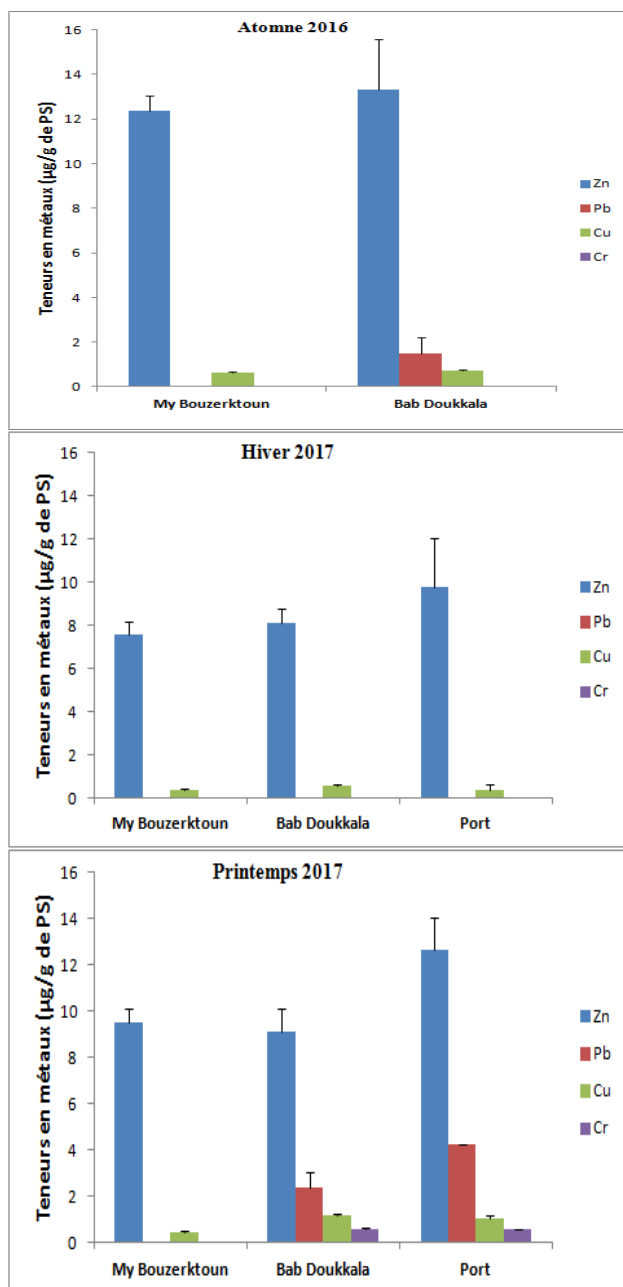 Atomne 2016
Teneurs en métaux (µg/g de PS)
16
14
12
10
8
6
4
2
0
My Bouzerktoun
Bab Doukkala
Zn
Pb
Cu
Cr
Hiver 2017
Teneurs en métaux (µg/g de PS)
16
14
12
10
8
6
4
2
0
My Bouzerktoun
Bab Doukkala
Port
Zn
Pb
Cu
Cr
Printemps 2017
Teneurs en métaux (µg/g de PS)
16
14
12
10
8
6
4
2
0
My Bouzerktoun
Bab Doukkala
Port
Zn
Pb
Cu
Cr